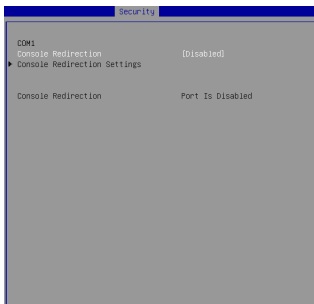 Security
COM1
Console Redirection [Disabled]
Console Redirection Settings
Console Redirection Port Is Disabled